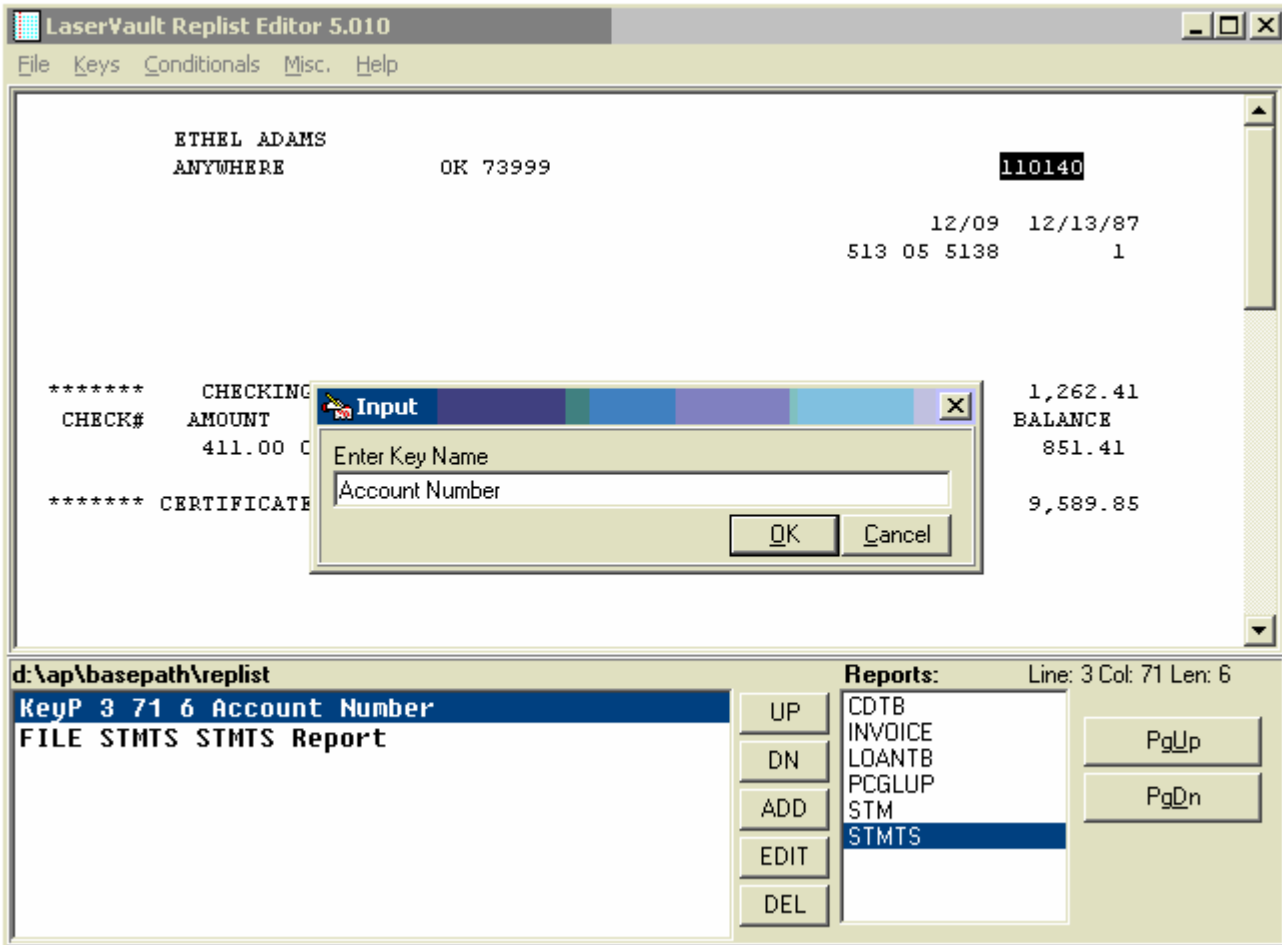 LaserVault Replist Editor 5.010
File Keys Conditionals Misc. Help
ETHEL ADAMS
ANYWHERE OK 73999 110140
12/09 12/13/87
513 05 5138 1
******* CHECKING 1,262.41
CHECK# AMOUNT BALANCE
411.00 C 851.41
******* CERTIFICATE 9,589.85
Input
Enter Key Name
Account Number
OK Cancel
d:\ap\basepath\replist
KeyP 3 71 6 Account Number
FILE STMTS STMTS Report
UP
DN
ADD
EDIT
DEL
Reports: Line: 3 Col: 71 Len: 6
CDTB
INVOICE
LOANTB
PCGLUP
STM
STMTS
PgUp
PgDn